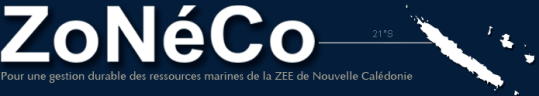 ZoNéCo
21°S
Pour une gestion durable des ressources marines de la ZEE de Nouvelle Calédonie